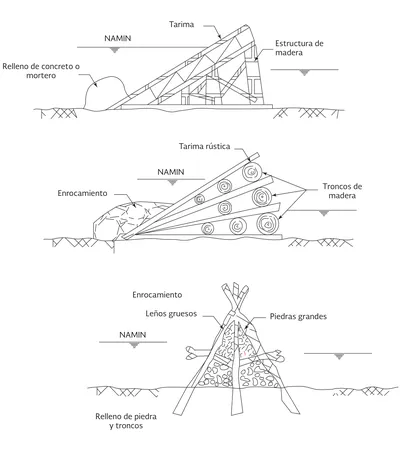 Tarima
NAMIN
Estructura de
madera
Relleno de concreto o
mortero
Tarima rústica
NAMIN
Enrocamiento
Troncos de
madera
Enrocamiento
Leños gruesos
Piedras grandes
NAMIN
Relleno de piedra
y troncos